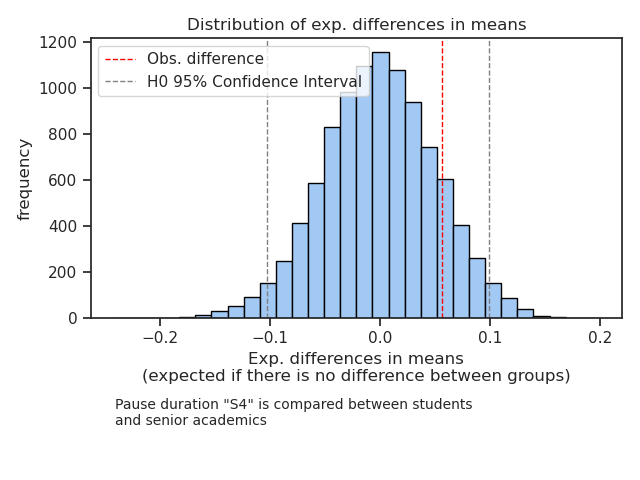 Distribution of exp. differences in means
Obs. difference
H0 95% Confidence Interval
frequency
1200
1000
800
600
400
200
0
−0.2
−0.1
0.0
0.1
0.2
Exp. differences in means
(expected if there is no difference between groups)
Pause duration "S4" is compared between students
and senior academics